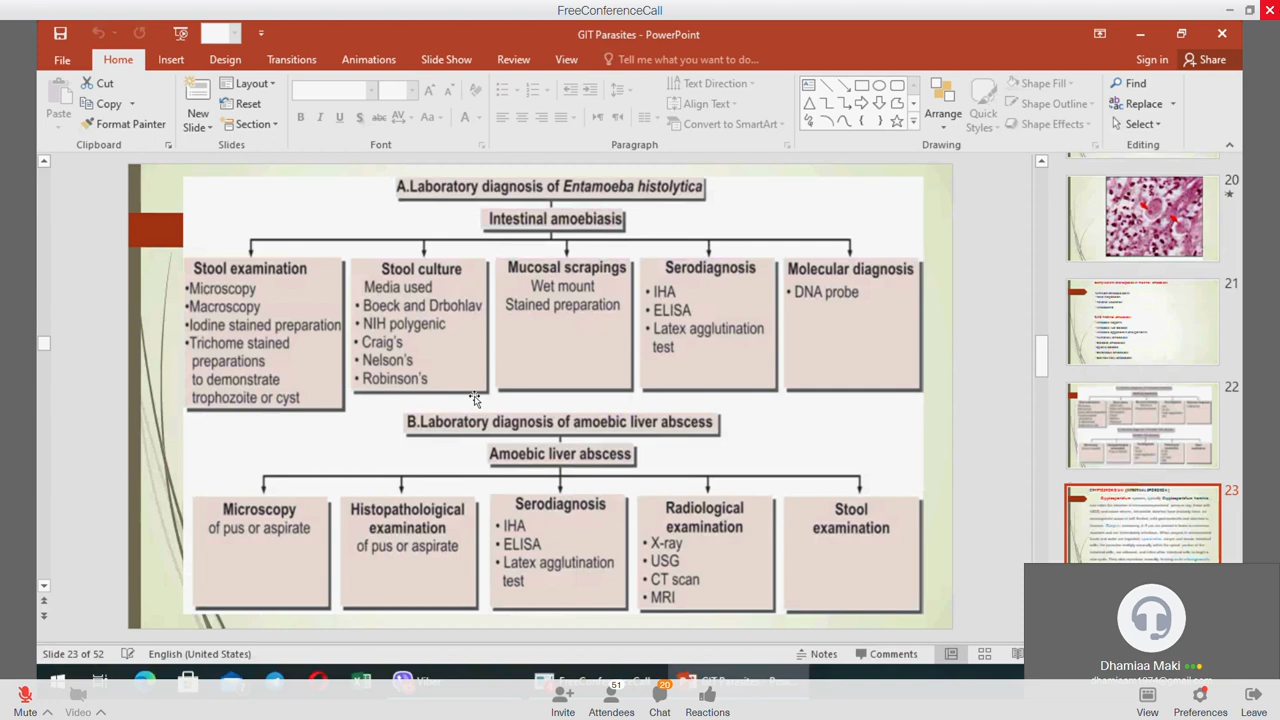 FreeConferenceCall
GIT Parasites - PowerPoint
File
Home
Insert
Design
Transitions
Animations
Slide Show
Review
View
Tell me what you want to do...
Sign in
Share
Paste
Cut
Copy
Format Painter
Clipboard
New
Slide
Layout
Reset
Section
Slides
B I U S abc AV Aa A
Font
Text Direction
Align Text
Convert to SmartArt
Paragraph
Arrange
Quick
Styles
Shape Fill
Shape Outline
Shape Effects
Drawing
Find
Replace
Select
Editing
A.Laboratory diagnosis of Entamoeba histolytica
Intestinal amoebiasis
Stool examination
•Microscopy
•Macroscopy
•Iodine stained preparation
•Trichome stained
preparations
to demonstrate
trophozoite or cyst
Stool culture
Media used
• Boeck and Drbohlav
• NIH polygenic
• Craig's
• Nelson's
• Robinson's
Mucosal scrapings
Wet mount
Stained preparation
Serodiagnosis
• IHA
• ELISA
• Latex agglutination
test
Molecular diagnosis
• DNA probe
Laboratory diagnosis of amoebic liver abscess
Amoebic liver abscess
Microscopy
of pus or aspirate
Histopatholoigical
examination
of pus or aspirate
Serodiagnosis
• IHA
• ELISA
• Latex agglutination
test
Radiological
examination
• X-ray
• USG
• CT scan
• MRI
Stool
examination
20
21
22
23
Slide 23 of 52
English (United States)
Notes
Comments
Viber
Dhamiaa Maki
Mute
Video
Invite
51
Attendees
20
Chat
Reactions
View
Preferences
Leave